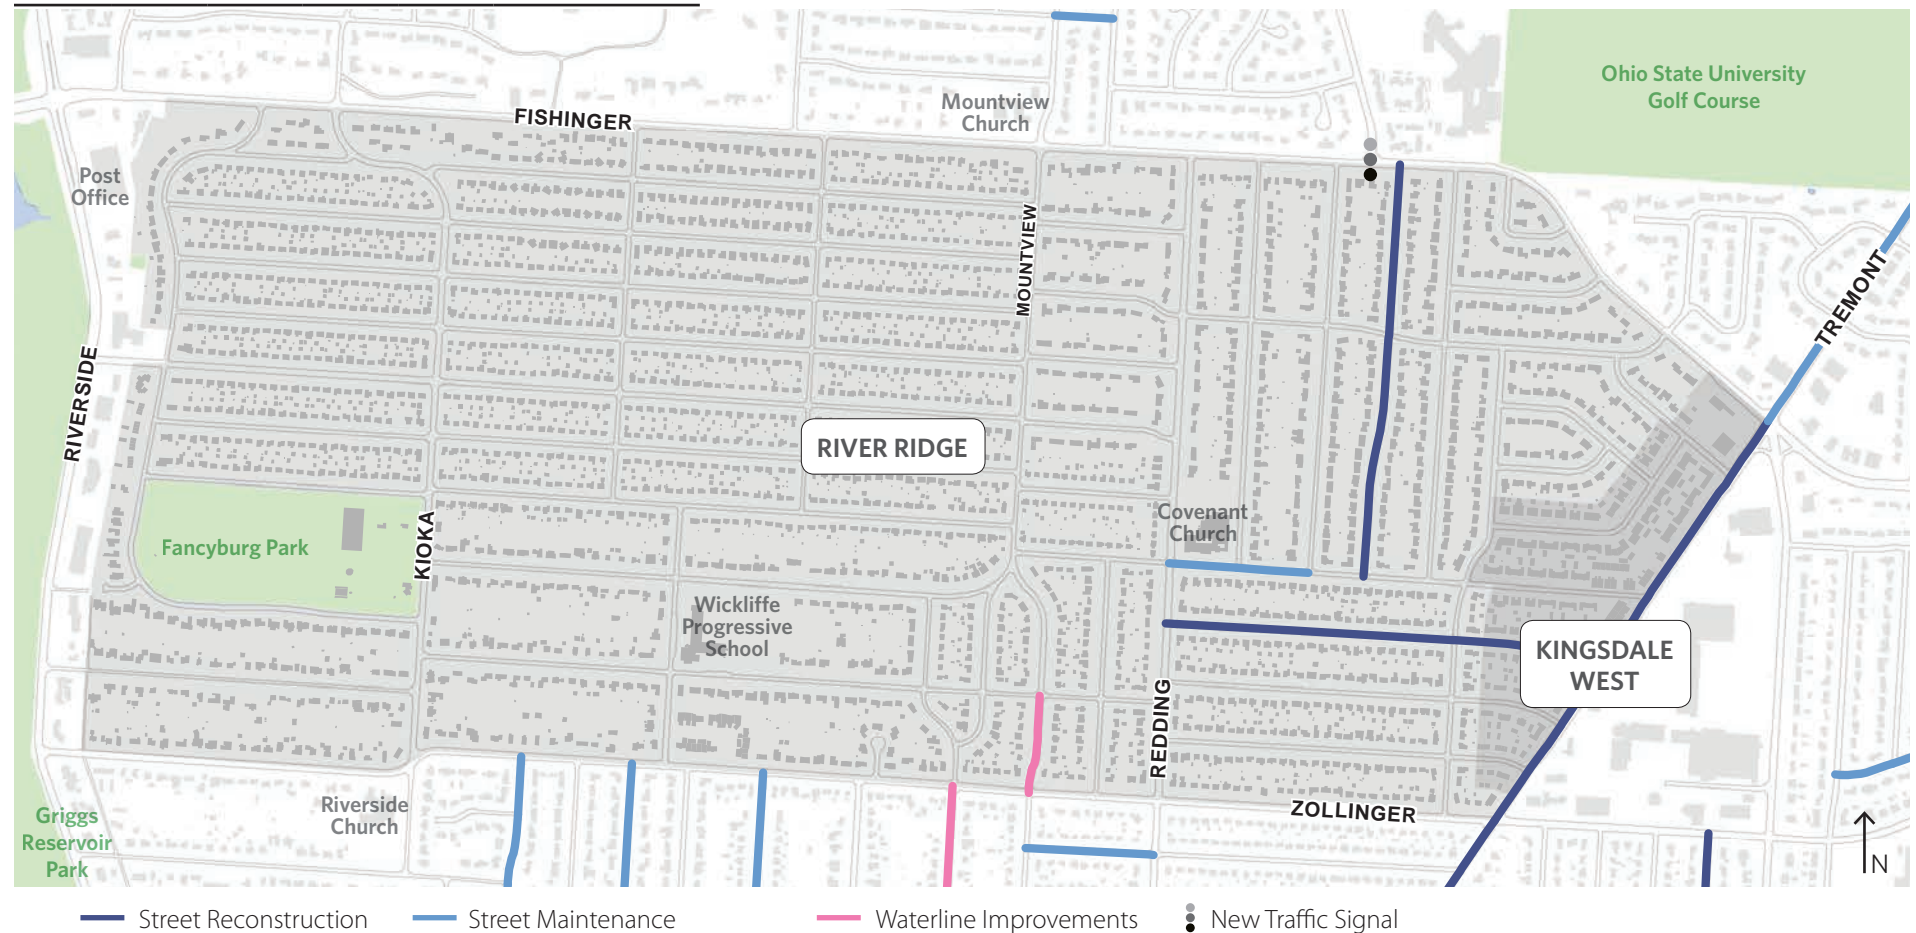 Ohio State University
Golf Course
FISHINGER
Mountview
Church
Post
Office
MOUNTVIEW
TREMONT
RIVERSIDE
RIVER RIDGE
Covenant
Church
KIOKA
Fancyburg Park
Wickliffe
Progressive
School
KINGSDALE
WEST
REDDING
Riverside
Church
ZOLLINGER
Griggs
Reservoir
Park
N
Street Reconstruction
Street Maintenance
Waterline Improvements
New Traffic Signal